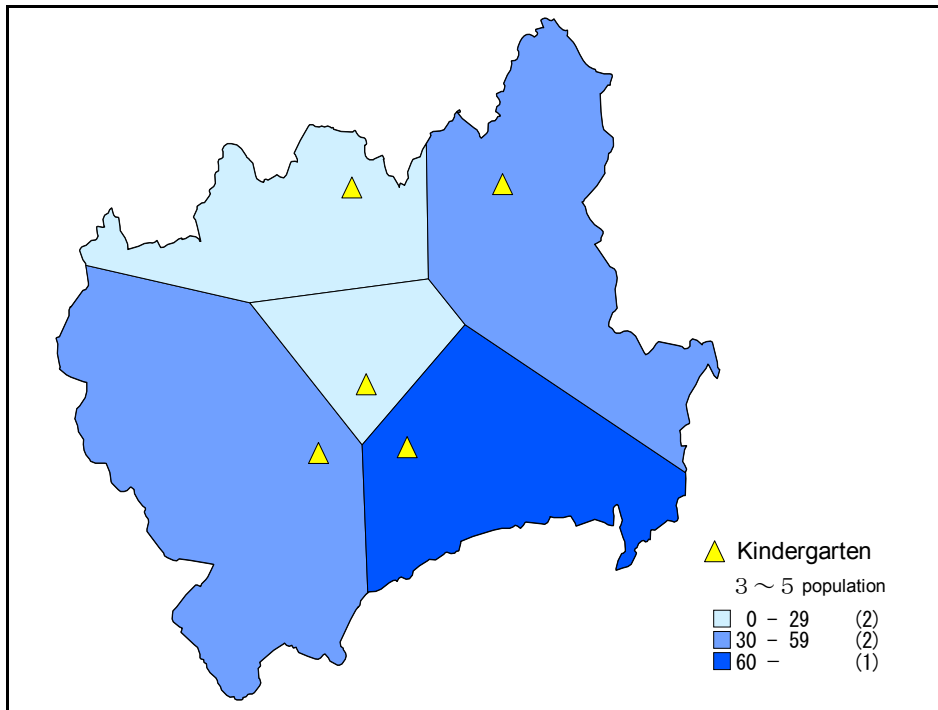 Kindergarten
3～5 population
0 - 29 (2)
30 - 59 (2)
60 - (1)